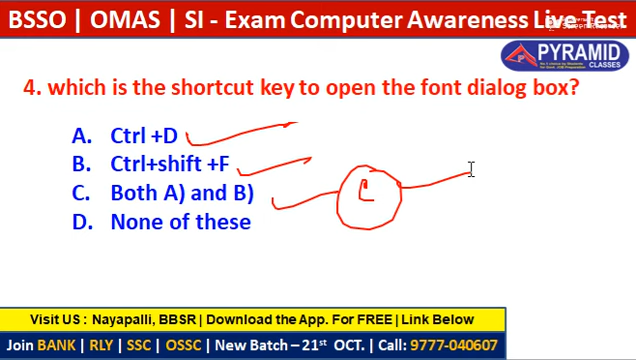 BSSO | OMAS | SI - Exam Computer Awareness Live Test
PYRAMID
CLASSES
4. which is the shortcut key to open the font dialog box?
A. Ctrl +D
B. Ctrl+shift +F
C. Both A) and B)
D. None of these
C
Visit US : Nayapalli, BBSR | Download the App. For FREE | Link Below
Join BANK | RLY | SSC | OSSC | New Batch – 21st OCT. | Call: 9777-040607